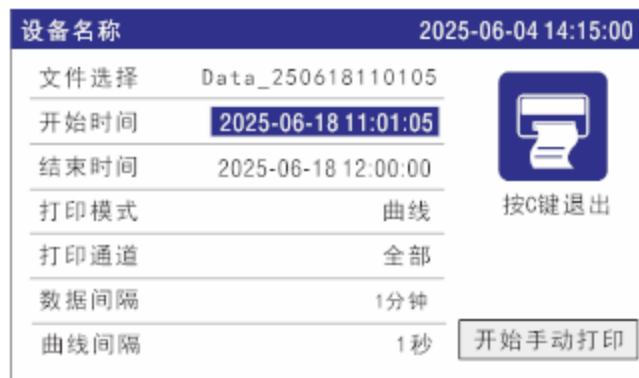 设备名称 2025-06-04 14:15:00
文件选择 Data_250618110105
开始时间 2025-06-18 11:01:05
结束时间 2025-06-18 12:00:00
打印模式 曲线
打印通道 全部
数据间隔 1分钟
曲线间隔 1秒
按C键退出
开始手动打印